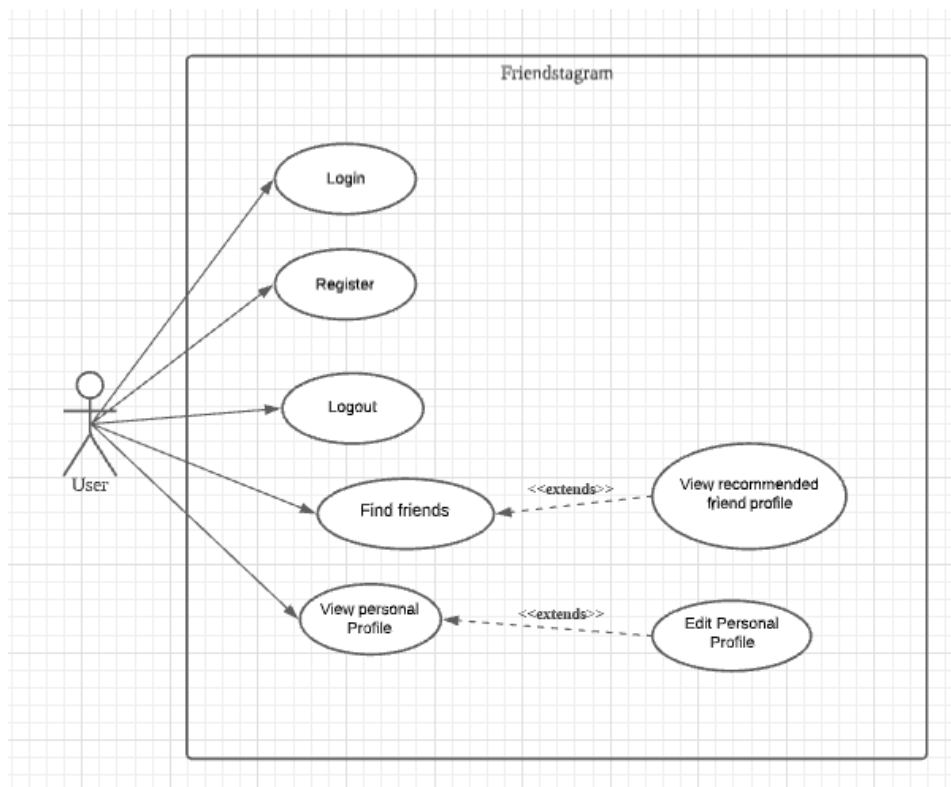 Friendstagram
Login
Register
Logout
User
Find friends
<<extends>>
View recommended
friend profile
View personal
Profile
<<extends>>
Edit Personal
Profile